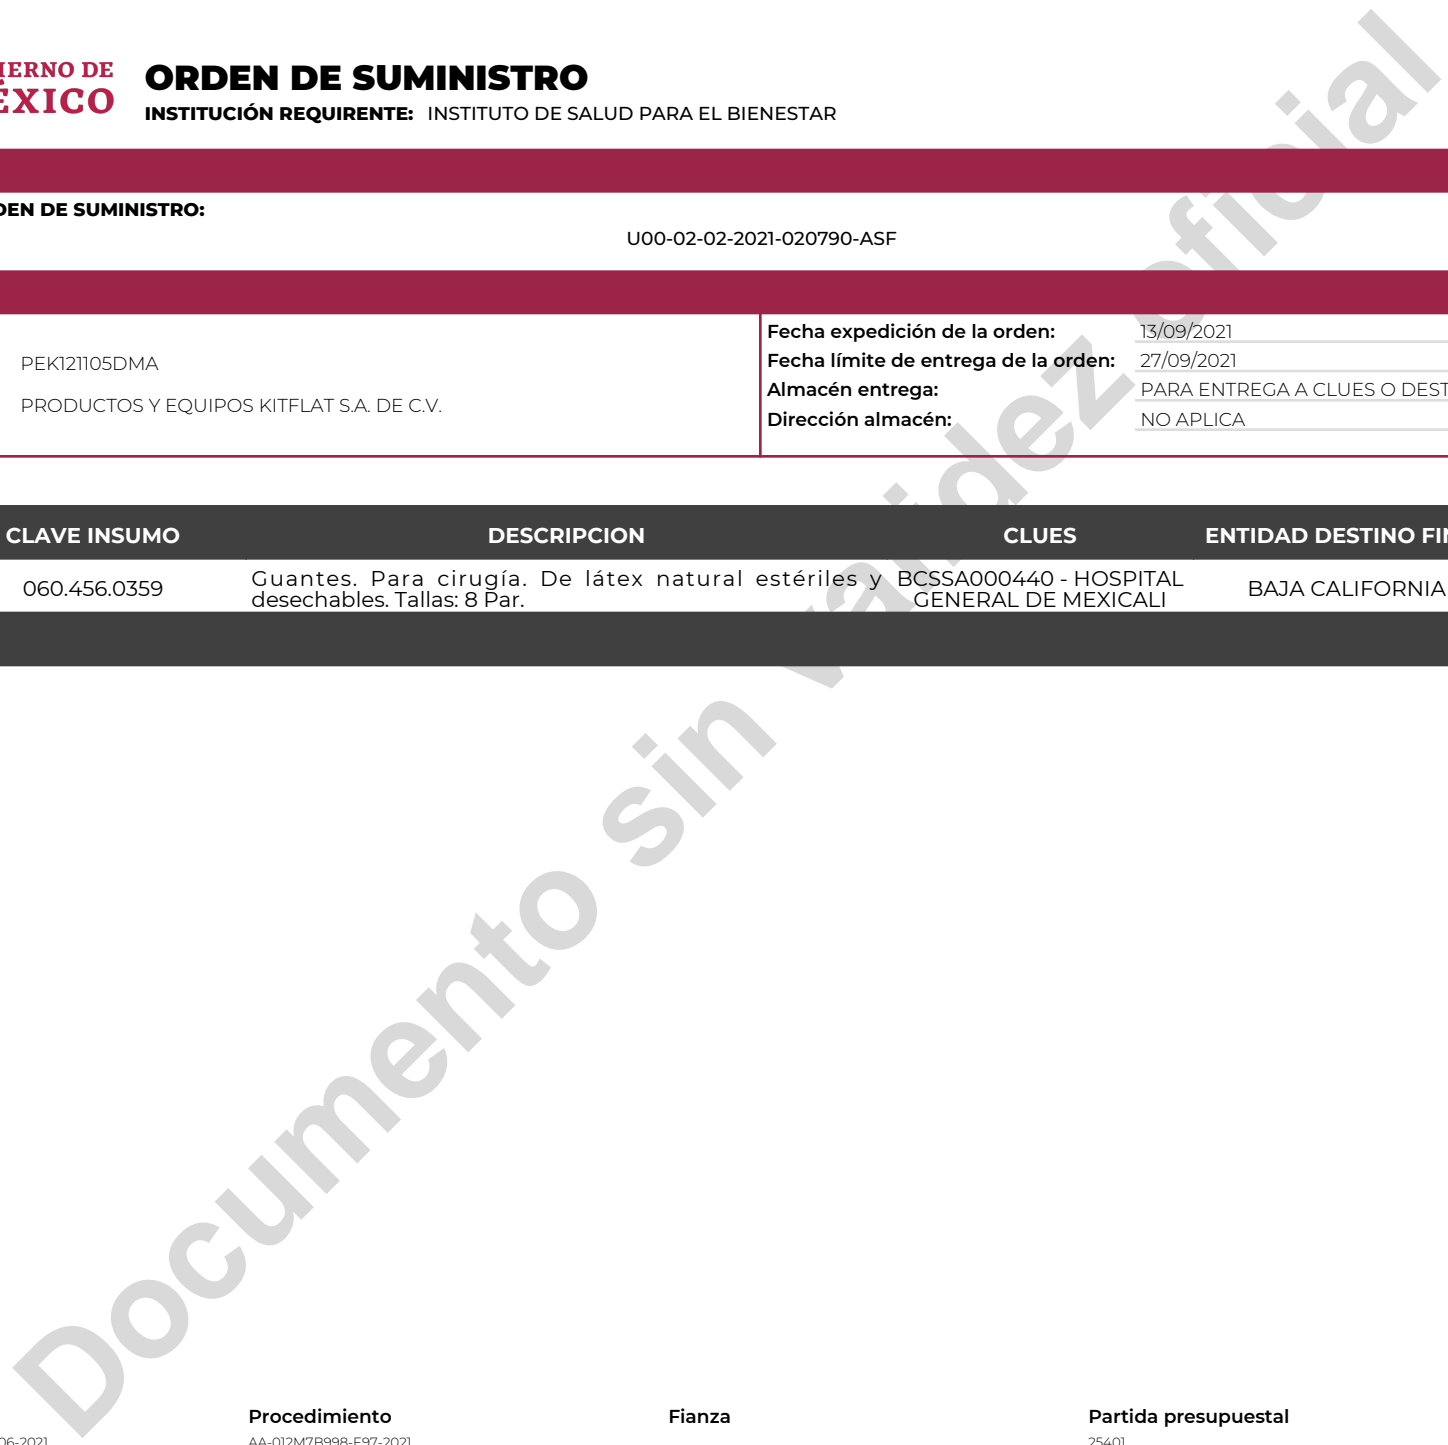 IERNO DE
ÉXICO
ORDEN DE SUMINISTRO
INSTITUCIÓN REQUIRENTE: INSTITUTO DE SALUD PARA EL BIENESTAR
DEN DE SUMINISTRO:
U00-02-02-2021-020790-ASF
PEK121105DMA
PRODUCTOS Y EQUIPOS KITFLAT S.A. DE C.V.
Fecha expedición de la orden: 13/09/2021
Fecha límite de entrega de la orden: 27/09/2021
Almacén entrega: PARA ENTREGA A CLUES O DEST
Dirección almacén: NO APLICA
CLAVE INSUMO DESCRIPCION CLUES ENTIDAD DESTINO FIN
060.456.0359
Guantes. Para cirugía. De látex natural estériles y
desechables. Tallas: 8 Par.
BCSSA000440 - HOSPITAL
GENERAL DE MEXICALI
BAJA CALIFORNIA
Documento sin validez oficial
Procedimiento Fianza Partida presupuestal
06-2021 AA-012M7B998-E97-2021 25401